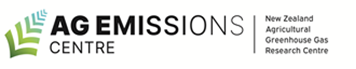 AG EMISSIONS
CENTRE
New Zealand
Agricultural
Greenhouse Gas
Research Centre